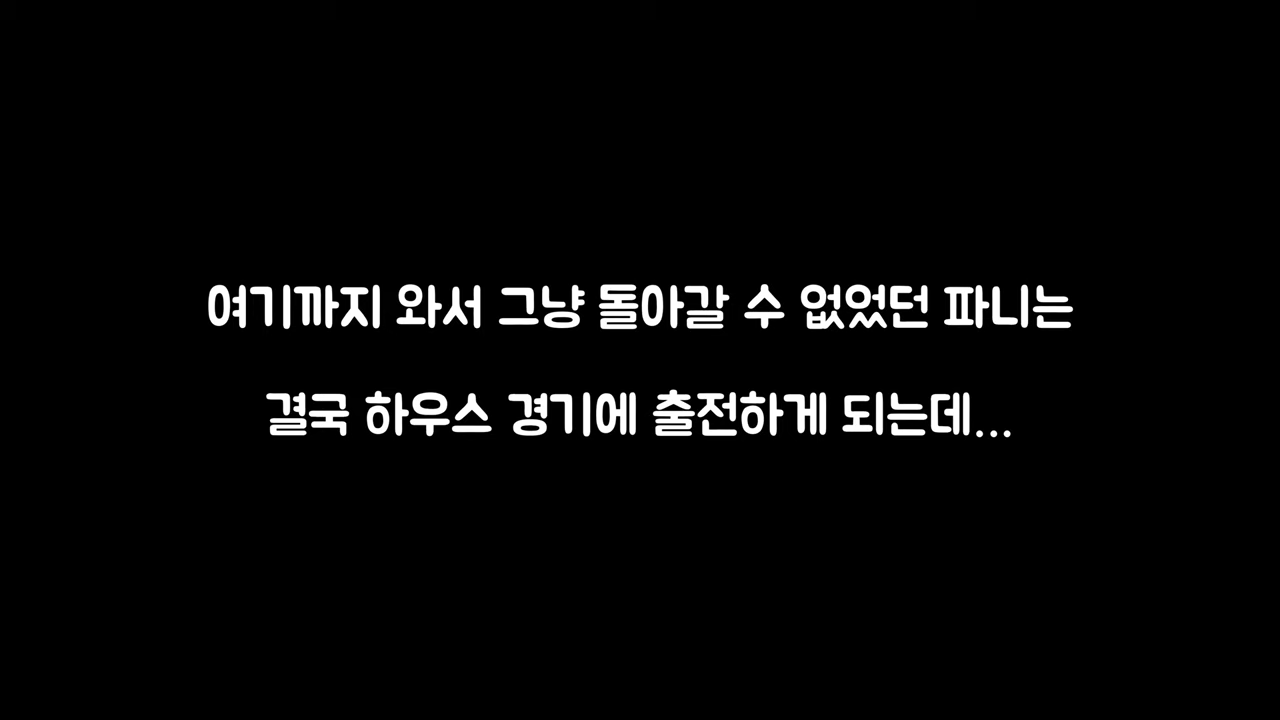 여기까지 와서 그냥 돌아갈 수 없었던 파니는
결국 하우스 경기에 출전하게 되는데...